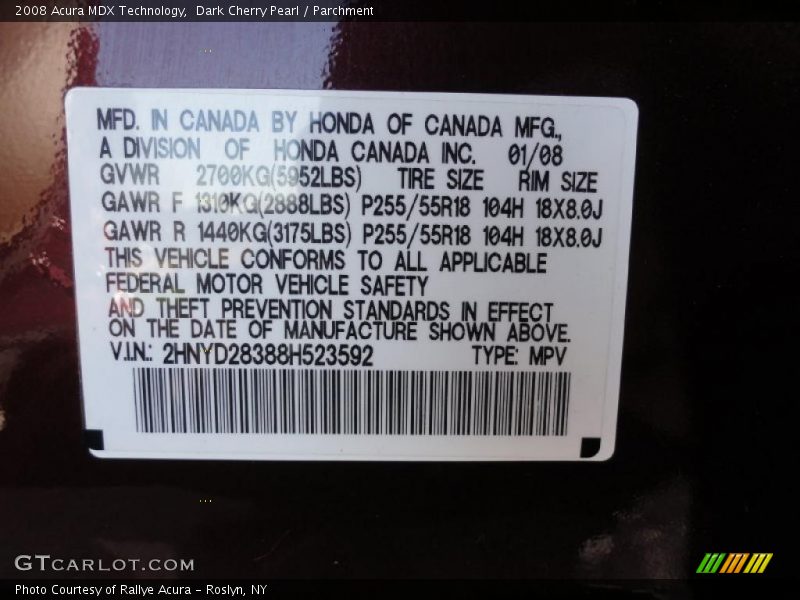 2008 Acura MDX Technology,  Dark Cherry Pearl / Parchment
MFD. IN CANADA BY HONDA OF CANADA MFG.,
A DIVISION OF HONDA CANADA INC. 01/08
GVWR 2700KG(5952LBS) TIRE SIZE RIM SIZE
GAWR F 1310KG(2888LBS) P255/55R18 104H 18X8.0J
GAWR R 1440KG(3175LBS) P255/55R18 104H 18X8.0J
THIS VEHICLE CONFORMS TO ALL APPLICABLE
FEDERAL MOTOR VEHICLE SAFETY
AND THEFT PREVENTION STANDARDS IN EFFECT
ON THE DATE OF MANUFACTURE SHOWN ABOVE.
V.I.N.: 2HNYD28388H523592 TYPE: MPV
GTCARLOT.COM
Photo Courtesy of Rallye Acura - Roslyn, NY